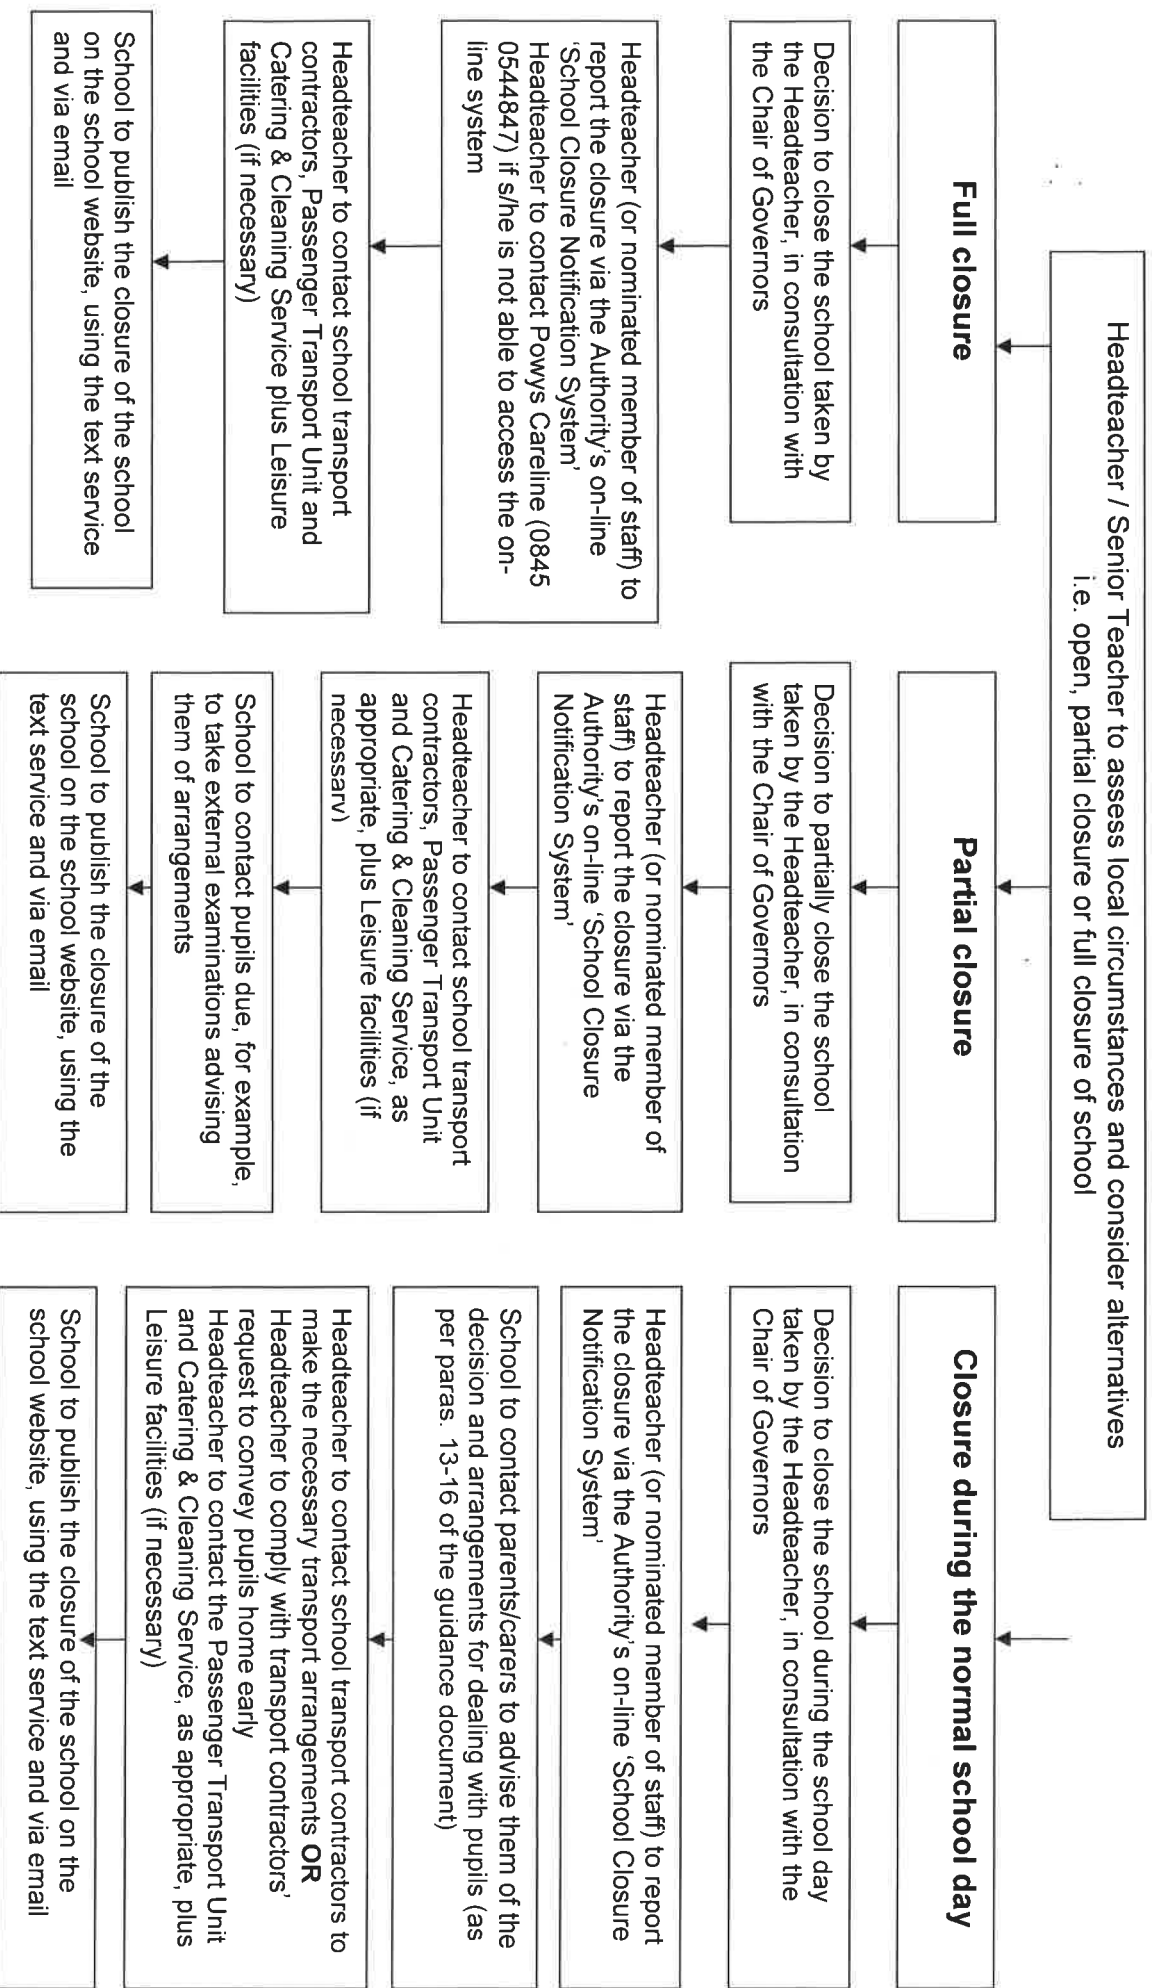 Headteacher / Senior Teacher to assess local circumstances and consider alternatives
i.e. open, partial closure or full closure of school
Full closure
Decision to close the school taken by
the Headteacher, in consultation with
the Chair of Governors
Headteacher (or nominated member of staff) to
report the closure via the Authority's on-line
'School Closure Notification System'
Headteacher to contact Powys Careline (0845
0544847) if s/he is not able to access the on-
line system
Headteacher to contact school transport
contractors, Passenger Transport Unit and
Catering & Cleaning Service plus Leisure
facilities (if necessary)
School to publish the closure of the school
on the school website, using the text service
and via email
Partial closure
Decision to partially close the school
taken by the Headteacher, in consultation
with the Chair of Governors
Headteacher (or nominated member of
staff) to report the closure via the
Authority's on-line 'School Closure
Notification System'
Headteacher to contact school transport
contractors, Passenger Transport Unit
and Catering & Cleaning Service, as
appropriate, plus Leisure facilities (if
necessary)
School to contact pupils due, for example,
to take external examinations advising
them of arrangements
School to publish the closure of the
school on the school website, using the
text service and via email
Closure during the normal school day
Decision to close the school during the school day
taken by the Headteacher, in consultation with the
Chair of Governors
Headteacher (or nominated member of staff) to report
the closure via the Authority's on-line 'School Closure
Notification System'
School to contact parents/carers to advise them of the
decision and arrangements for dealing with pupils (as
per paras. 13-16 of the guidance document)
Headteacher to contact school transport contractors to
make the necessary transport arrangements OR
Headteacher to comply with transport contractors'
request to convey pupils home early
Headteacher to contact the Passenger Transport Unit
and Catering & Cleaning Service, as appropriate, plus
Leisure facilities (if necessary)
School to publish the closure of the school on the
school website, using the text service and via email